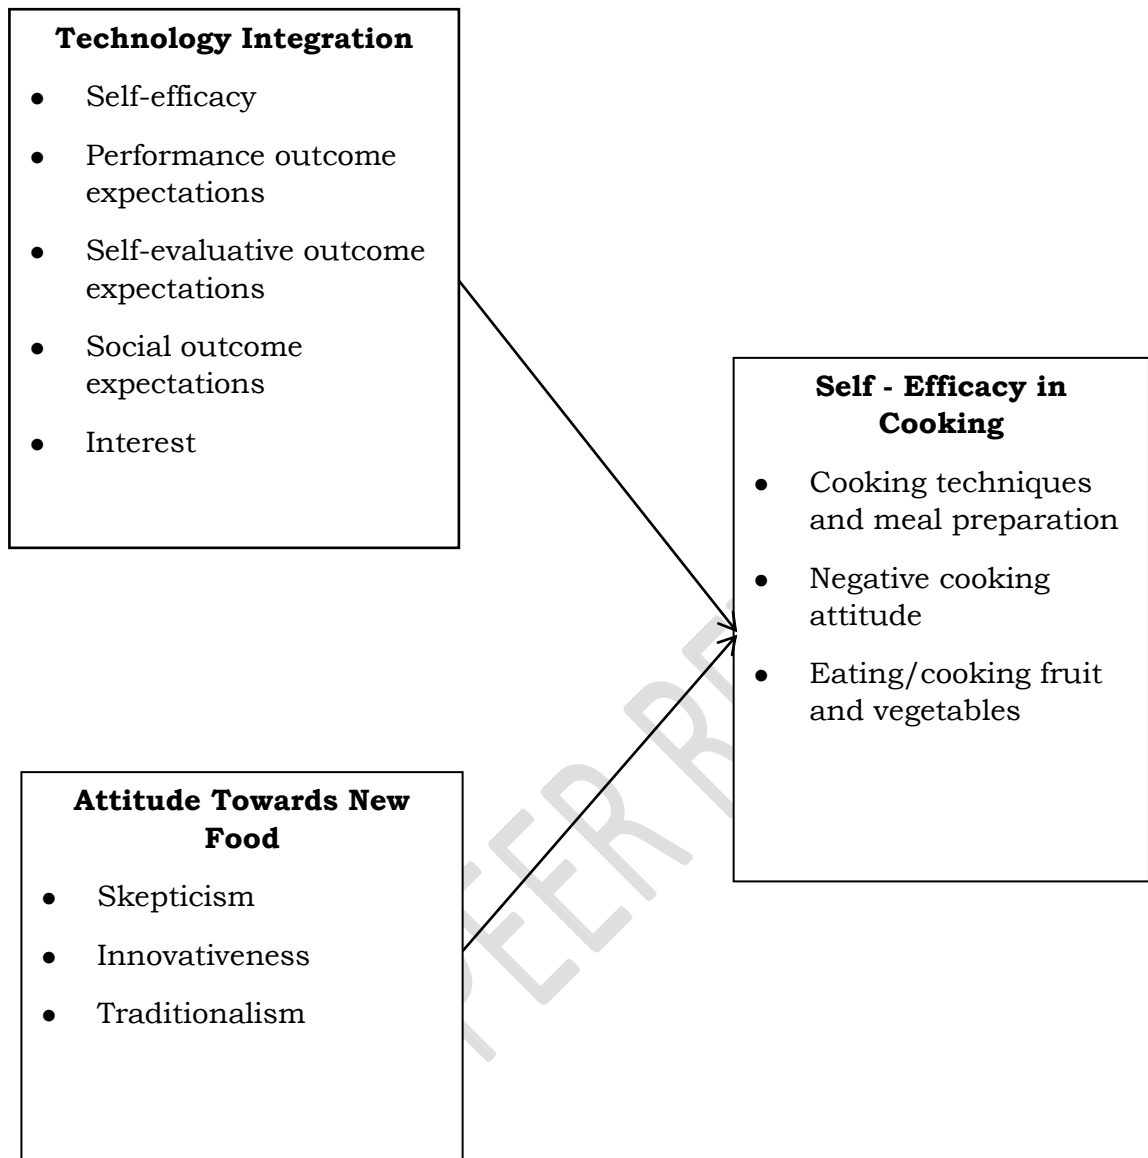 Technology Integration
● Self-efficacy
● Performance outcome
expectations
● Self-evaluative outcome
expectations
● Social outcome
expectations
● Interest
Self - Efficacy in
Cooking
● Cooking techniques
and meal preparation
● Negative cooking
attitude
● Eating/cooking fruit
and vegetables
Attitude Towards New
Food
● Skepticism
● Innovativeness
● Traditionalism
PEER